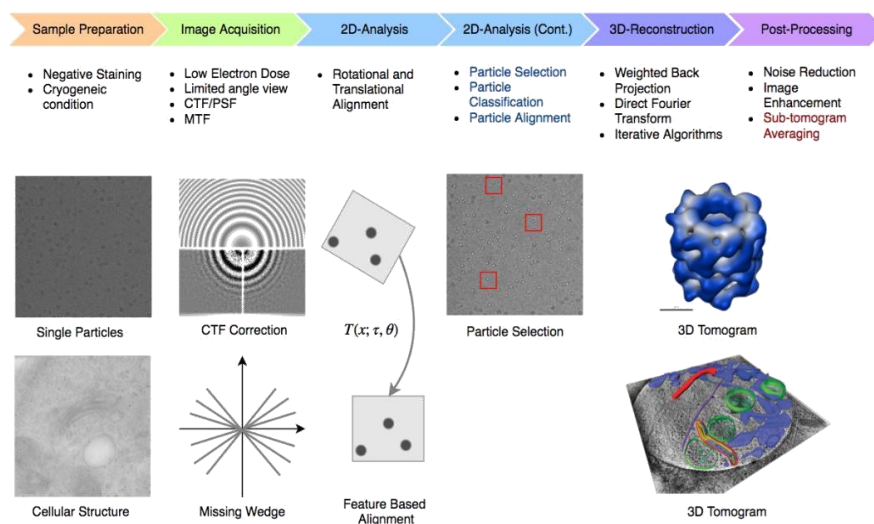 Sample Preparation
Image Acquisition
2D-Analysis
2D-Analysis (Cont.)
3D-Reconstruction
Post-Processing
• Negative Staining
• Cryogeneic
condition
• Low Electron Dose
• Limited angle view
• CTF/PSF
• MTF
• Rotational and
Translational
Alignment
• Particle Selection
• Particle
Classification
• Particle Alignment
• Weighted Back
Projection
• Direct Fourier
Transform
• Iterative Algorithms
• Noise Reduction
• Image
Enhancement
• Sub-tomogram
Averaging
Single Particles
CTF Correction
T(x; τ, θ)
Particle Selection
3D Tomogram
Cellular Structure
Missing Wedge
Feature Based
Alignment
3D Tomogram